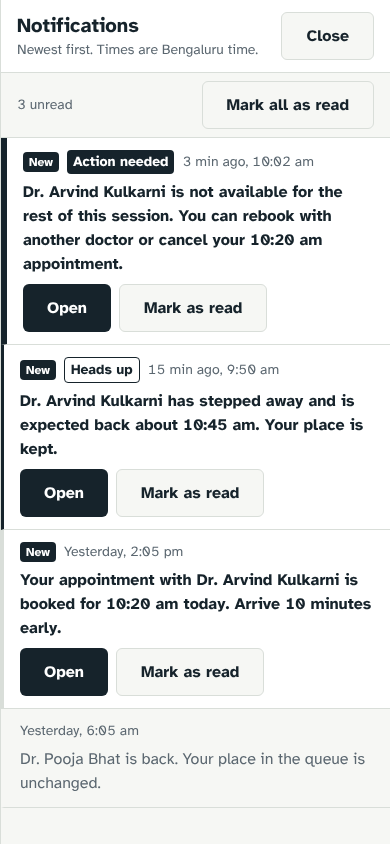 Notifications
Newest first. Times are Bengaluru time.
Close
3 unread
Mark all as read
New Action needed 3 min ago, 10:02 am
Dr. Arvind Kulkarni is not available for the
rest of this session. You can rebook with
another doctor or cancel your 10:20 am
appointment.
Open Mark as read
New Heads up 15 min ago, 9:50 am
Dr. Arvind Kulkarni has stepped away and is
expected back about 10:45 am. Your place is
kept.
Open Mark as read
New Yesterday, 2:05 pm
Your appointment with Dr. Arvind Kulkarni is
booked for 10:20 am today. Arrive 10 minutes
early.
Open Mark as read
Yesterday, 6:05 am
Dr. Pooja Bhat is back. Your place in the queue is
unchanged.